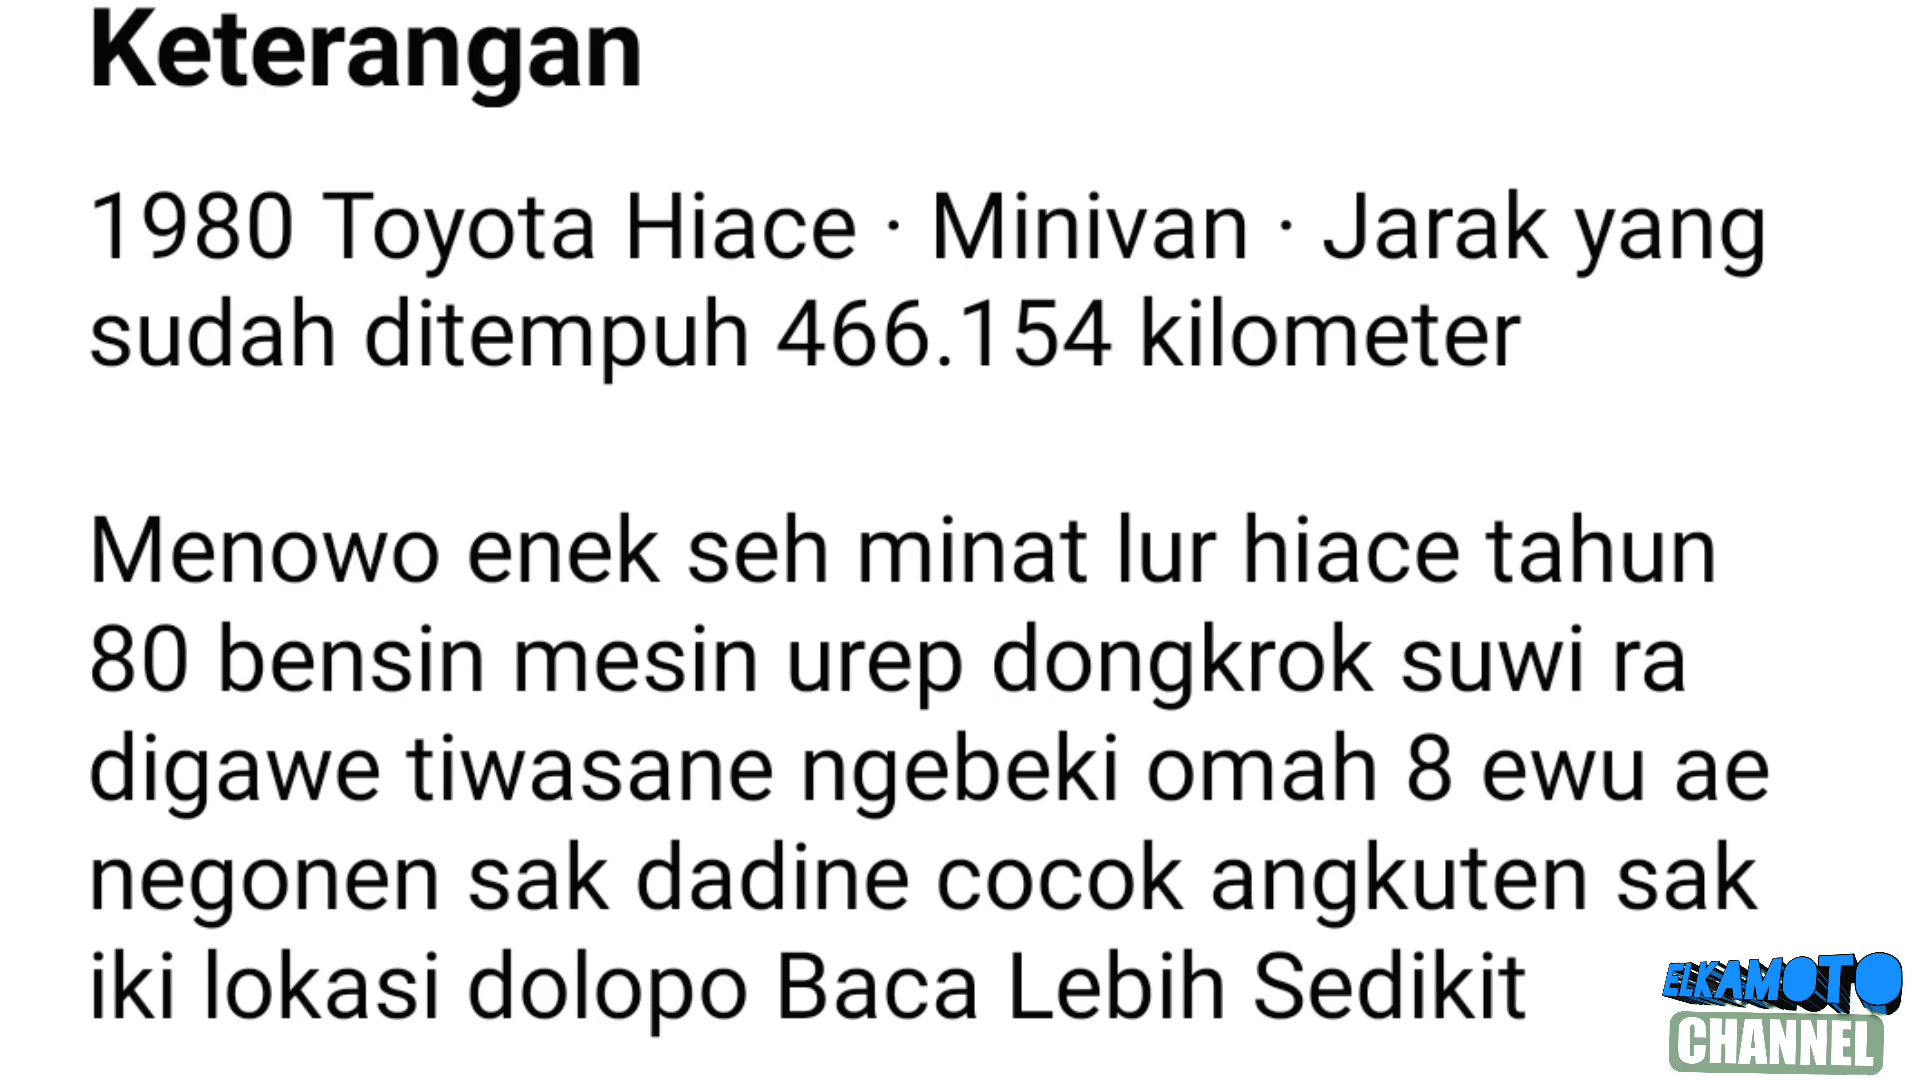 Keterangan
1980 Toyota Hiace · Minivan · Jarak yang
sudah ditempuh 466.154 kilometer
Menowo enek seh minat lur hiace tahun
80 bensin mesin urep dongkrok suwi ra
digawe tiwasane ngebeki omah 8 ewu ae
negonen sak dadine cocok angkuten sak
iki lokasi dolopo Baca Lebih Sedikit
ELKAMOTO
CHANNEL